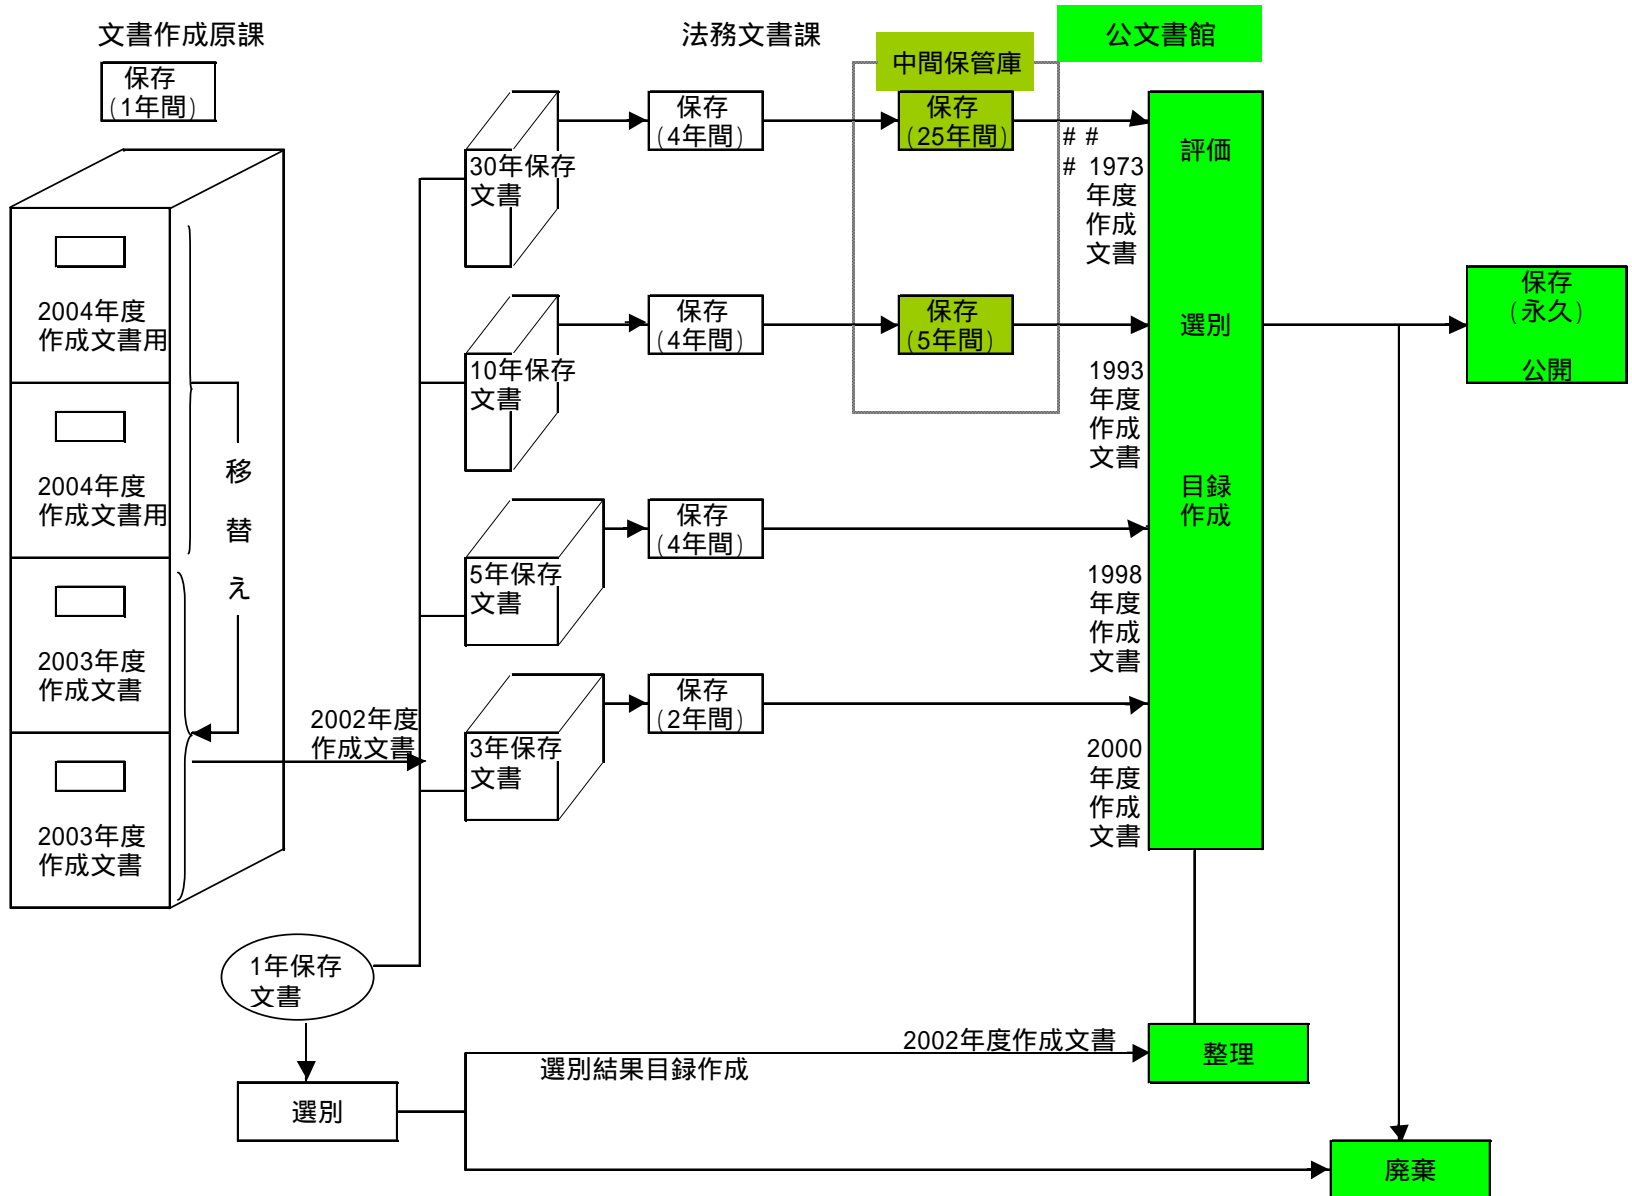 文書作成原課
法務文書課
公文書館
中間保管庫
保存
(1年間)
2004年度
作成文書用
2004年度
作成文書用
2003年度
作成文書
2003年度
作成文書
移
替
え
2002年度
作成文書
30年保存
文書
保存
(4年間)
保存
(25年間)
# #
# 1973
年度
作成
文書
10年保存
文書
保存
(4年間)
保存
(5年間)
1993
年度
作成
文書
5年保存
文書
保存
(4年間)
1998
年度
作成
文書
3年保存
文書
保存
(2年間)
2000
年度
作成
文書
評価
選別
目録
作成
保存
(永久)
公開
1年保存
文書
選別
選別結果目録作成
2002年度作成文書
整理
廃棄